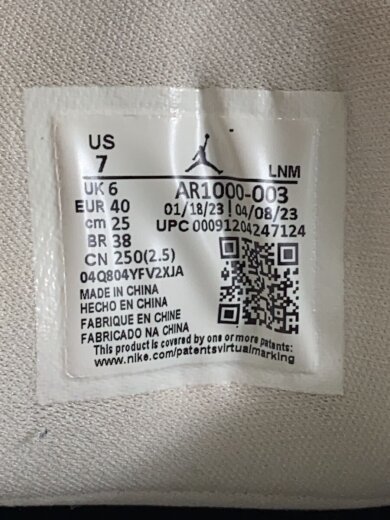 US
7
LNM
UK 6
AR1000-003
EUR 40
01/18/23 | 04/08/23
cm 25
UPC 00091204247124
BR 38
CN 250(2.5)
04Q804YFV2XJA
MADE IN CHINA
HECHO EN CHINA
FABRIQUE EN CHINE
FABRICADO NA CHINA
This product is covered by one or more patents:
www.nike.com/patentsvirtualmarking